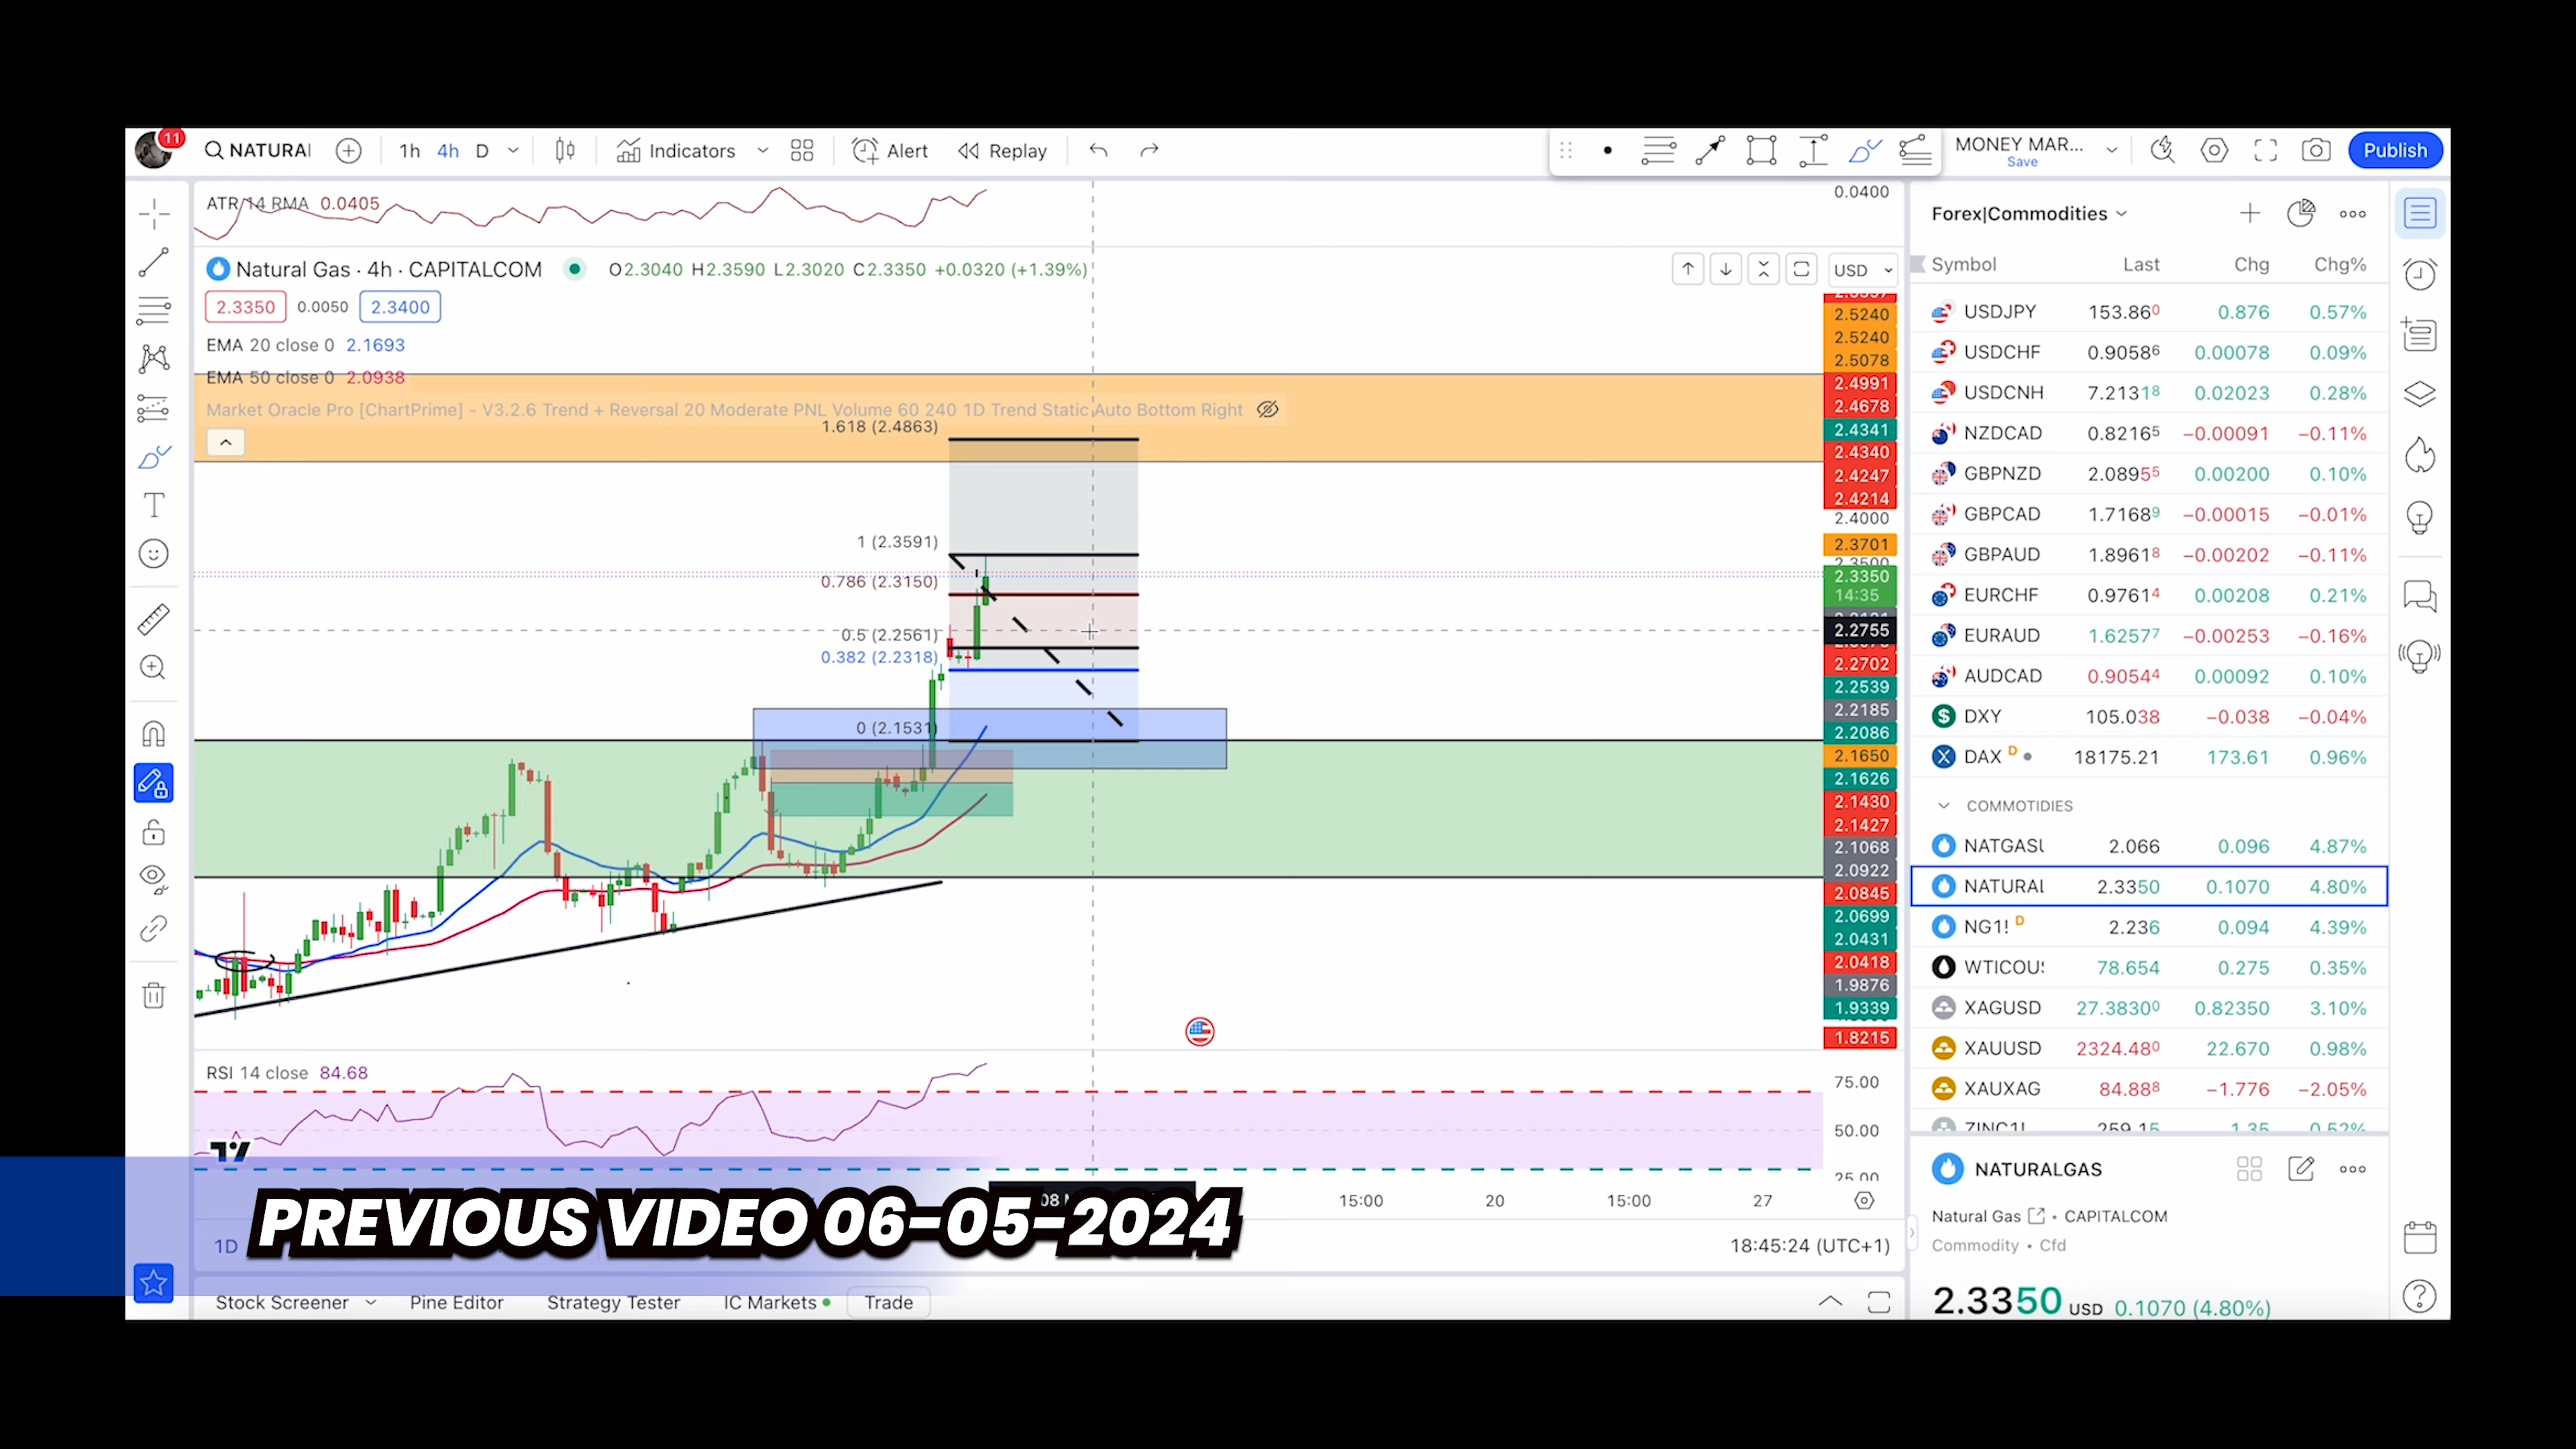 11
NATURAI
1h 4h D
Indicators
Alert
Replay
MONEY MAR...
Save
Publish
ATR 14 RMA 0.0405
0.0400
Natural Gas · 4h · CAPITALCOM
O2.3040 H2.3590 L2.3020 C2.3350 +0.0320 (+1.39%)
USD
2.3350 0.0050 2.3400
EMA 20 close 0 2.1693
EMA 50 close 0 2.0938
Market Oracle Pro [ChartPrime] - V3.2.6 Trend + Reversal 20 Moderate PNL Volume 60 240 1D Trend Static Auto Bottom Right
1.618 (2.4863)
1 (2.3591)
0.786 (2.3150)
0.5 (2.2561)
0.382 (2.2318)
0 (2.1531)
2.5240
2.5240
2.5078
2.4991
2.4678
2.4341
2.4340
2.4247
2.4214
2.4000
2.3701
2.3500
2.3350
14:35
2.2755
2.2702
2.2539
2.2185
2.2086
2.1650
2.1626
2.1430
2.1427
2.1068
2.0922
2.0845
2.0699
2.0431
2.0418
1.9876
1.9339
1.8215
RSI 14 close 84.68
75.00
50.00
25.00
PREVIOUS VIDEO 06-05-2024
08
15:00 20 15:00 27
1D
18:45:24 (UTC+1)
Stock Screener Pine Editor Strategy Tester IC Markets Trade
Forex|Commodities
Symbol Last Chg Chg%
USDJPY 153.860 0.876 0.57%
USDCHF 0.90586 0.00078 0.09%
USDCNH 7.21318 0.02023 0.28%
NZDCAD 0.82165 −0.00091 −0.11%
GBPNZD 2.08955 0.00200 0.10%
GBPCAD 1.71689 −0.00015 −0.01%
GBPAUD 1.89618 −0.00202 −0.11%
EURCHF 0.97614 0.00208 0.21%
EURAUD 1.62577 −0.00253 −0.16%
AUDCAD 0.90544 0.00092 0.10%
DXY 105.038 −0.038 −0.04%
DAX D 18175.21 173.61 0.96%
COMMOTIDIES
NATGASU 2.066 0.096 4.87%
NATURAL 2.3350 0.1070 4.80%
NG1! D 2.236 0.094 4.39%
WTICOUS 78.654 0.275 0.35%
XAGUSD 27.3830 0.82350 3.10%
XAUUSD 2324.480 22.670 0.98%
XAUXAG 84.888 −1.776 −2.05%
ZINC1! 259.15 1.35 0.52%
NATURALGAS
Natural Gas · CAPITALCOM
Commodity · Cfd
2.3350 USD 0.1070 (4.80%)